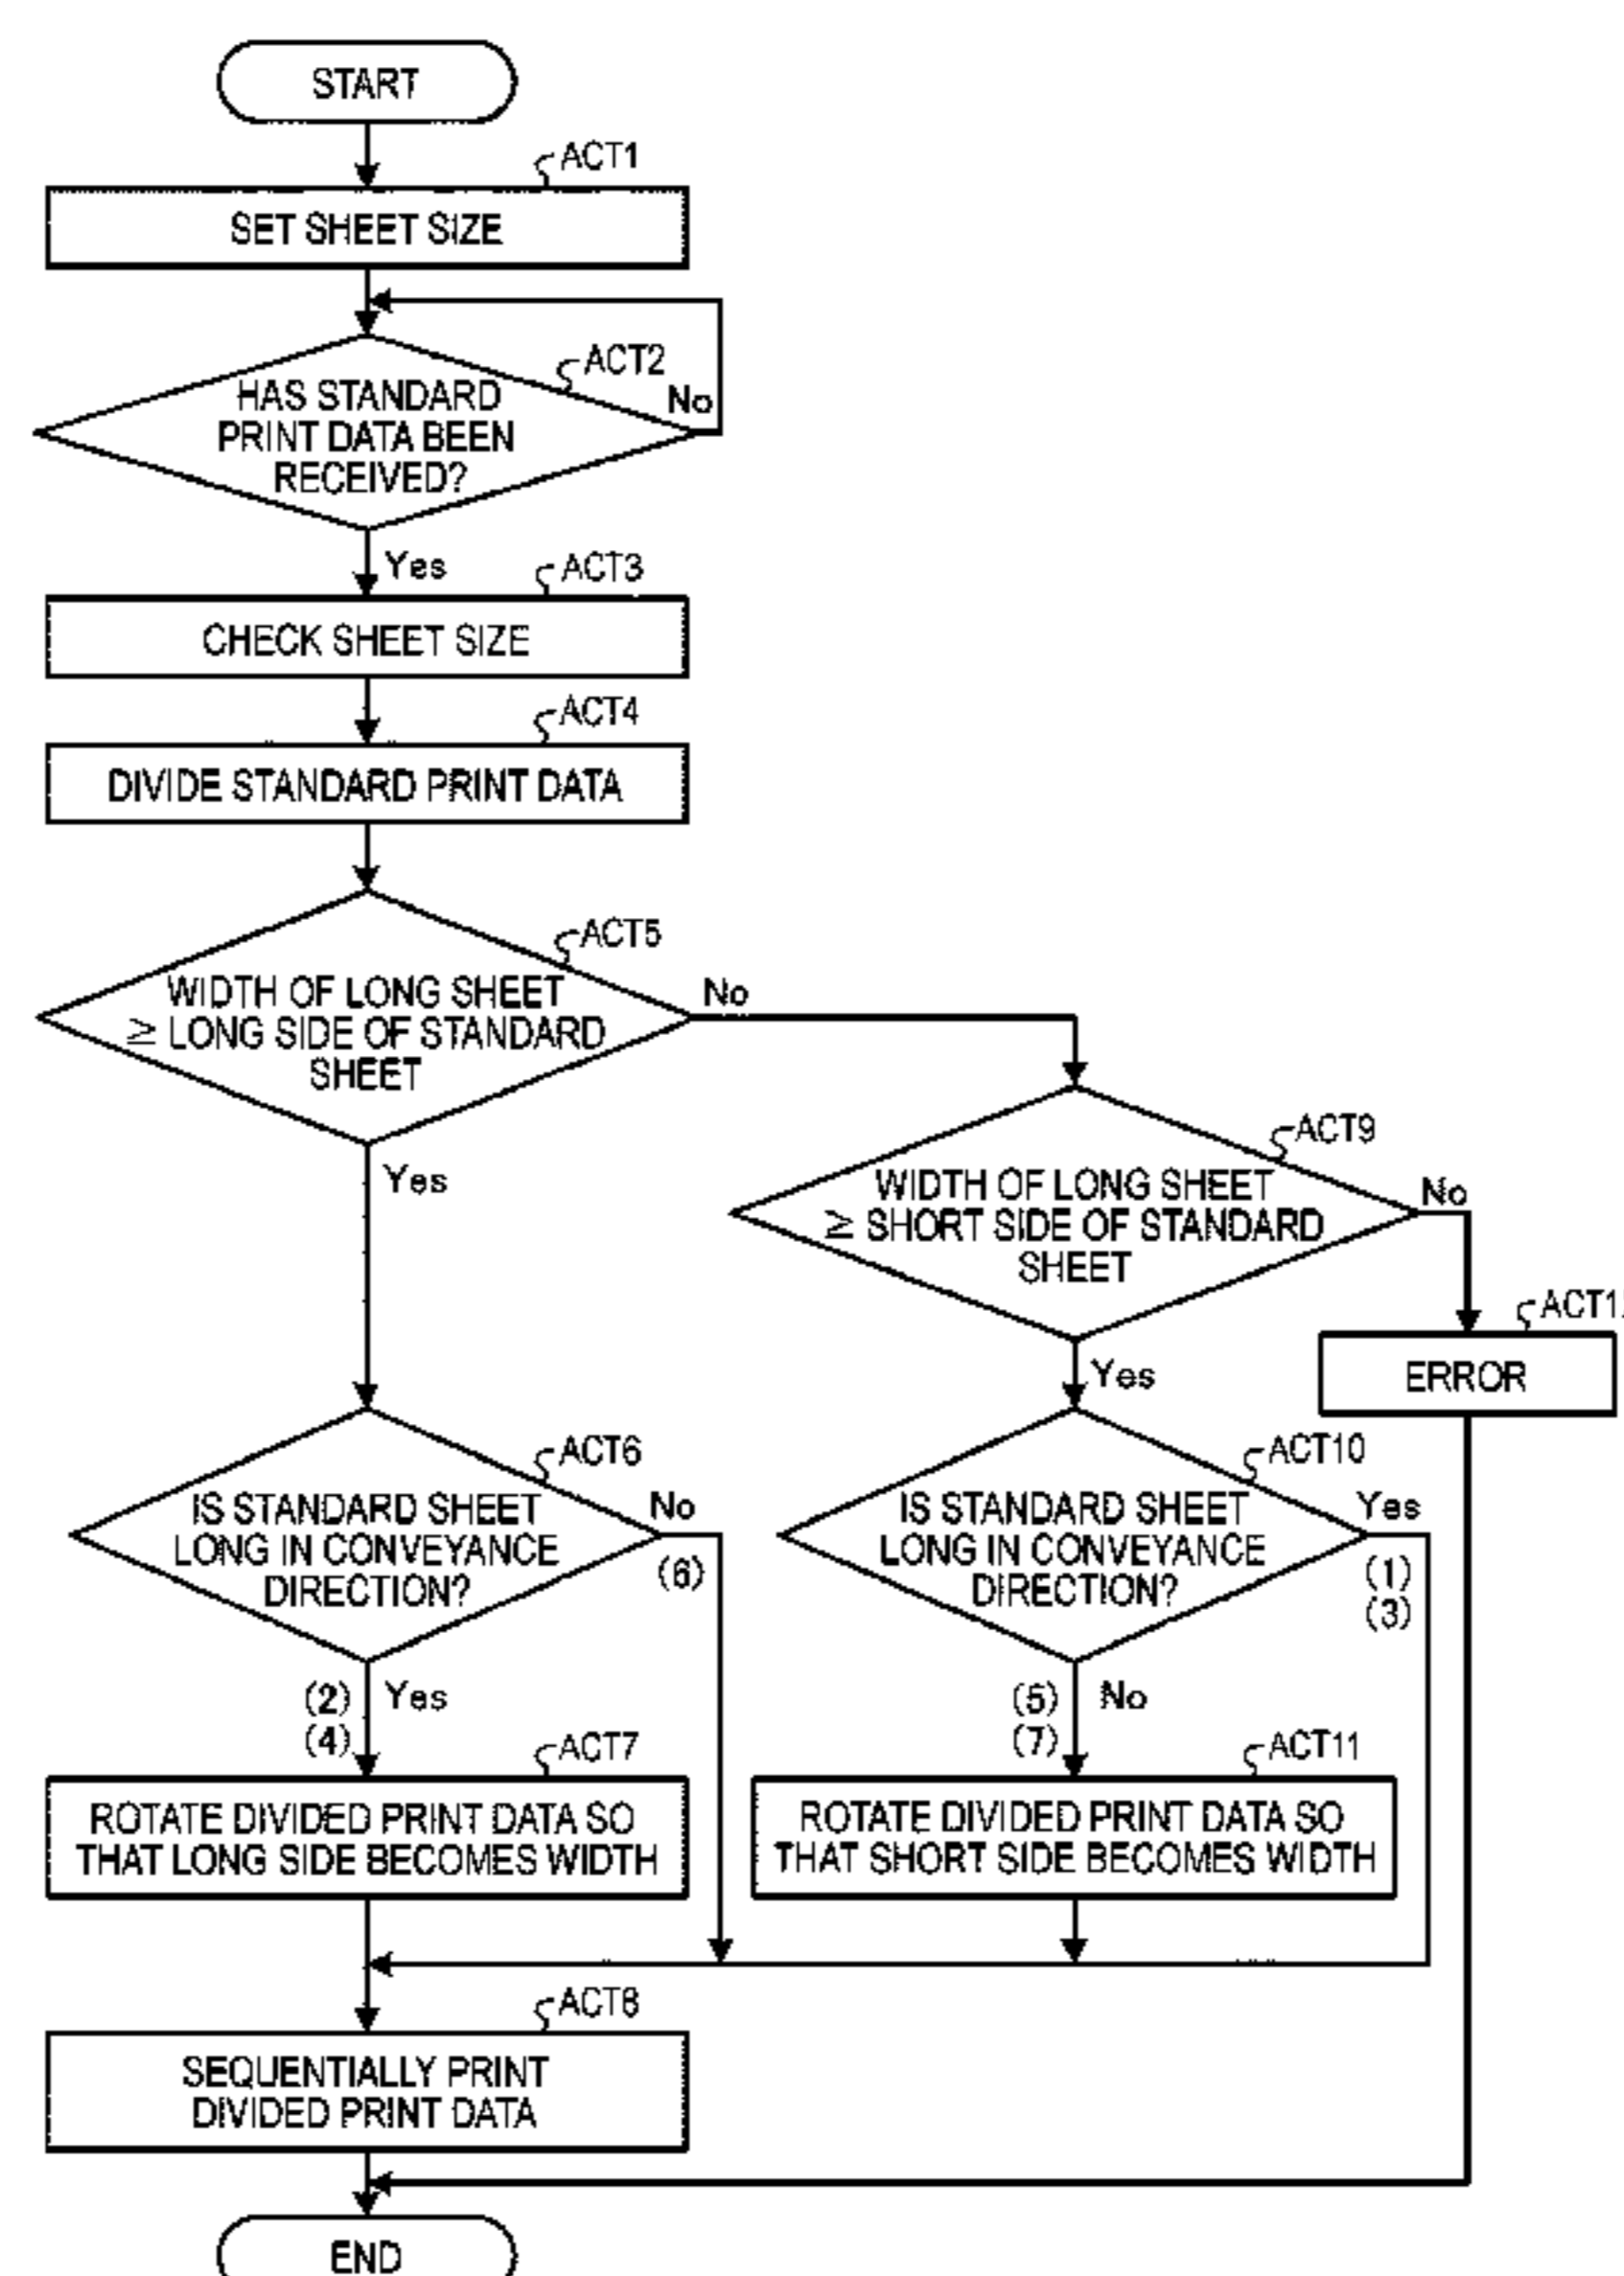 START
ACT1
SET SHEET SIZE
ACT2
No
HAS STANDARD
PRINT DATA BEEN
RECEIVED?
Yes
ACT3
CHECK SHEET SIZE
ACT4
DIVIDE STANDARD PRINT DATA
ACT5
WIDTH OF LONG SHEET
≧ LONG SIDE OF STANDARD
SHEET
No
Yes
ACT9
WIDTH OF LONG SHEET
≧ SHORT SIDE OF STANDARD
SHEET
No
Yes
ERROR
ACT6
IS STANDARD SHEET
LONG IN CONVEYANCE
DIRECTION?
No
(6)
(2) Yes
(4)
ACT10
IS STANDARD SHEET
LONG IN CONVEYANCE
DIRECTION?
Yes
(1)
(3)
(5) No
(7)
ACT7
ROTATE DIVIDED PRINT DATA SO
THAT LONG SIDE BECOMES WIDTH
ACT11
ROTATE DIVIDED PRINT DATA SO
THAT SHORT SIDE BECOMES WIDTH
ACT8
SEQUENTIALLY PRINT
DIVIDED PRINT DATA
END